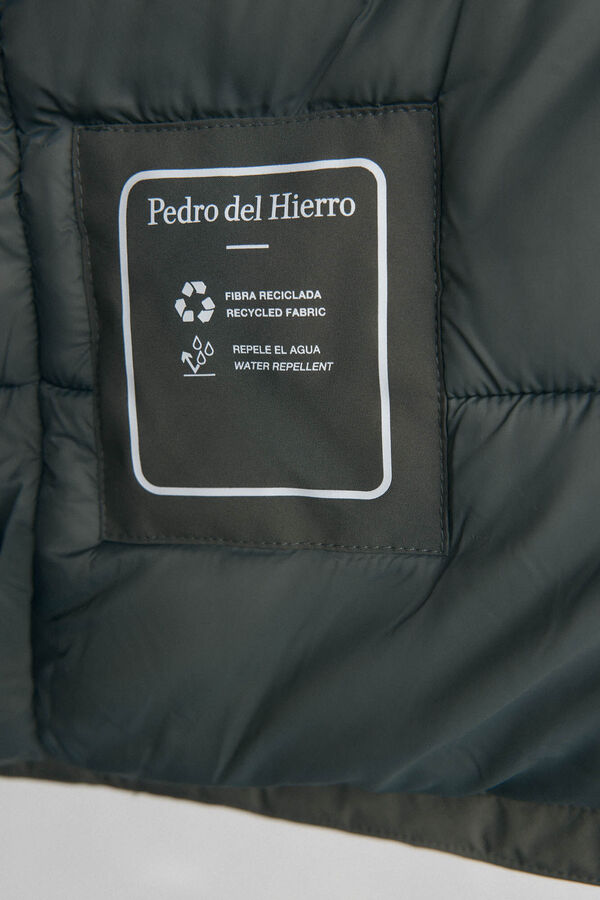 Pedro del Hierro
FIBRA RECICLADA
RECYCLED FABRIC
REPELE EL AGUA
WATER REPELLENT